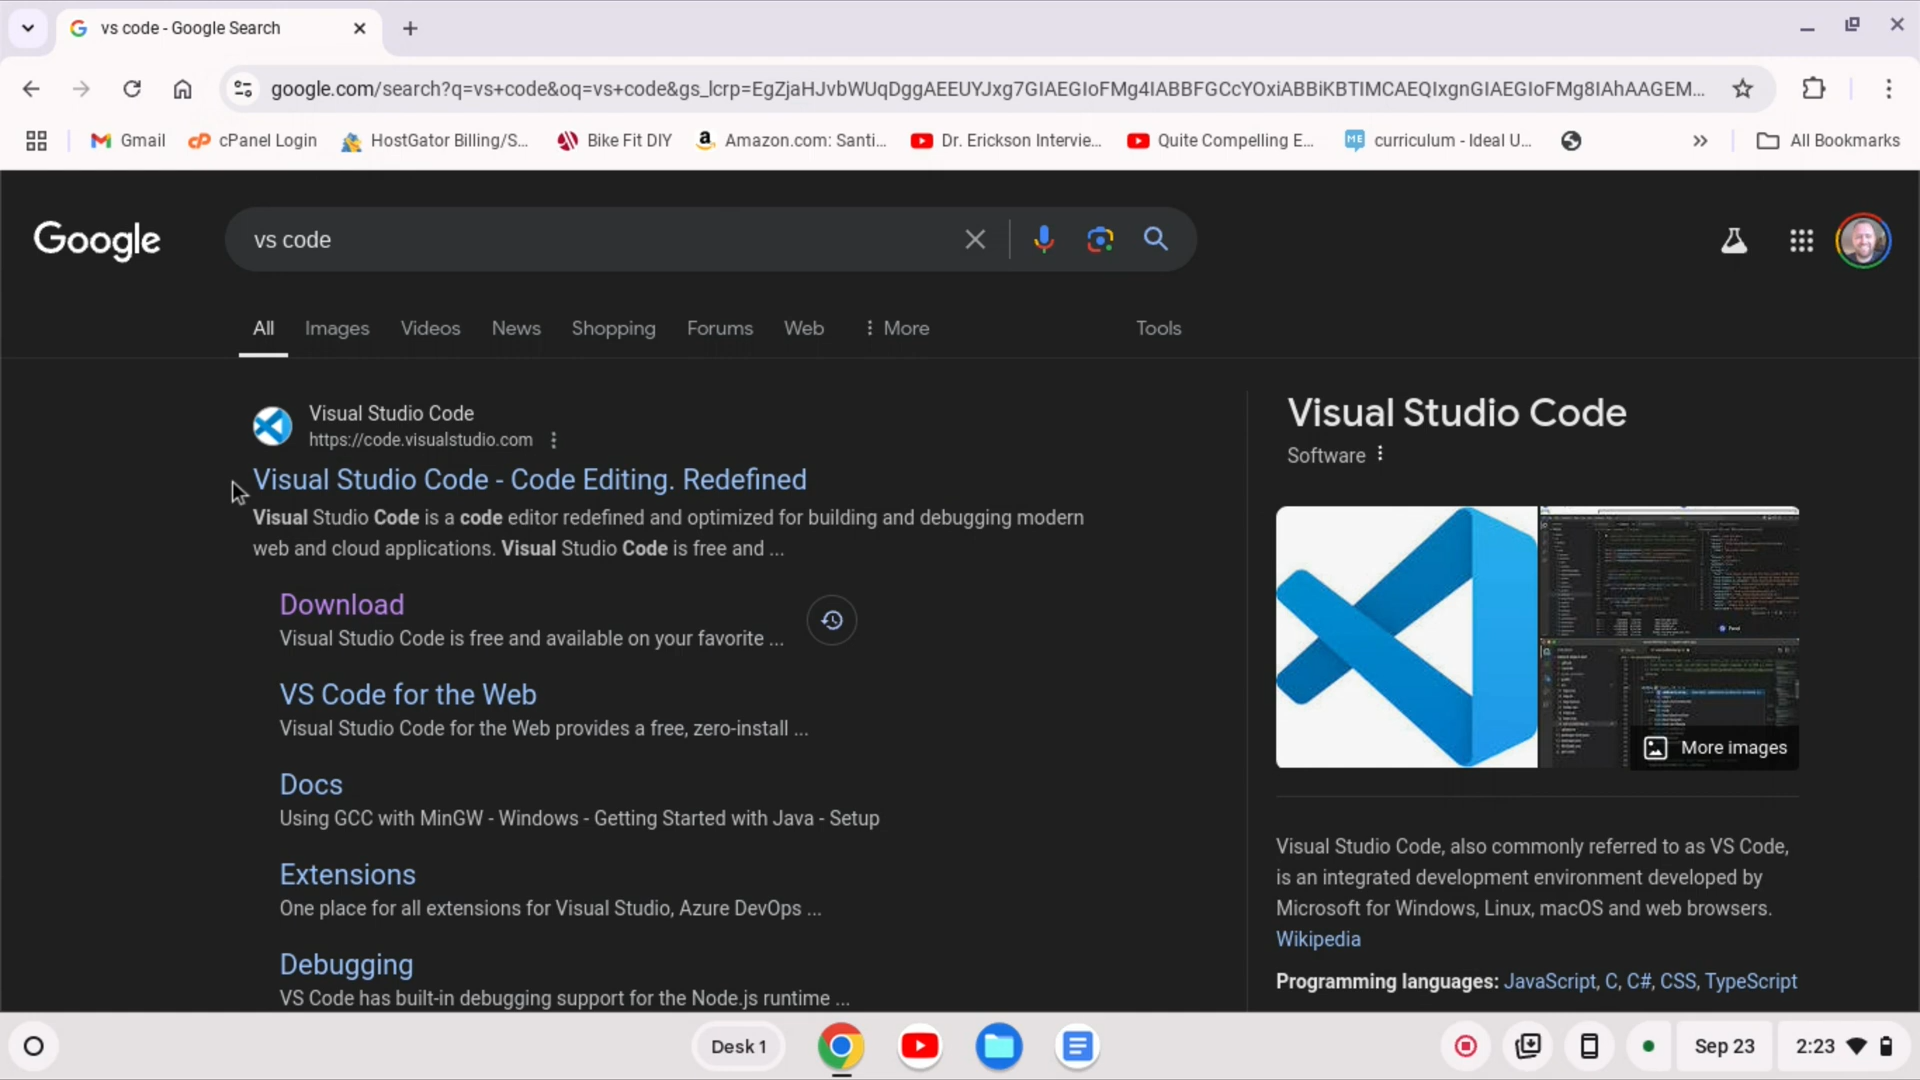 vs code - Google Search
google.com/search?q=vs+code&oq=vs+code&gs_lcrp=EgZjaHJvbWUqDggAEEUYJxg7GIAEGIoFMg4IABBFGCcYOxiABBiKBTIMCAEQIxgnGIAEGIoFMg8IAhAAGEM...
Gmail cPanel Login HostGator Billing/S... Bike Fit DIY Amazon.com: Santi... Dr. Erickson Intervie... Quite Compelling E... curriculum - Ideal U... All Bookmarks
Google vs code
All Images Videos News Shopping Forums Web More Tools
Visual Studio Code
https://code.visualstudio.com
Visual Studio Code - Code Editing. Redefined
Visual Studio Code is a code editor redefined and optimized for building and debugging modern
web and cloud applications. Visual Studio Code is free and ...
Download
Visual Studio Code is free and available on your favorite ...
VS Code for the Web
Visual Studio Code for the Web provides a free, zero-install ...
Docs
Using GCC with MinGW - Windows - Getting Started with Java - Setup
Extensions
One place for all extensions for Visual Studio, Azure DevOps ...
Debugging
VS Code has built-in debugging support for the Node.js runtime ...
Visual Studio Code
Software
More images
Visual Studio Code, also commonly referred to as VS Code,
is an integrated development environment developed by
Microsoft for Windows, Linux, macOS and web browsers.
Wikipedia
Programming languages: JavaScript, C, C#, CSS, TypeScript
Desk 1 Sep 23 2:23